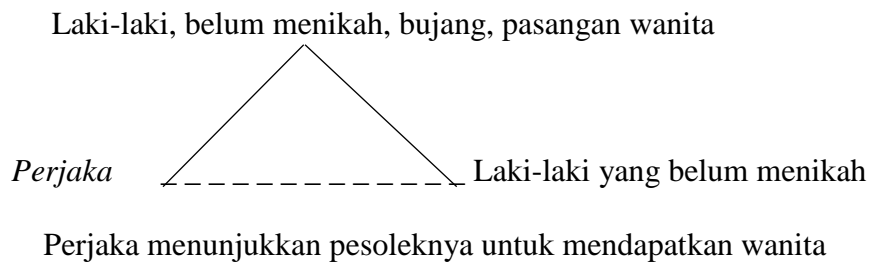 Laki-laki, belum menikah, bujang, pasangan wanita
Perjaka Laki-laki yang belum menikah
Perjaka menunjukkan pesoleknya untuk mendapatkan wanita